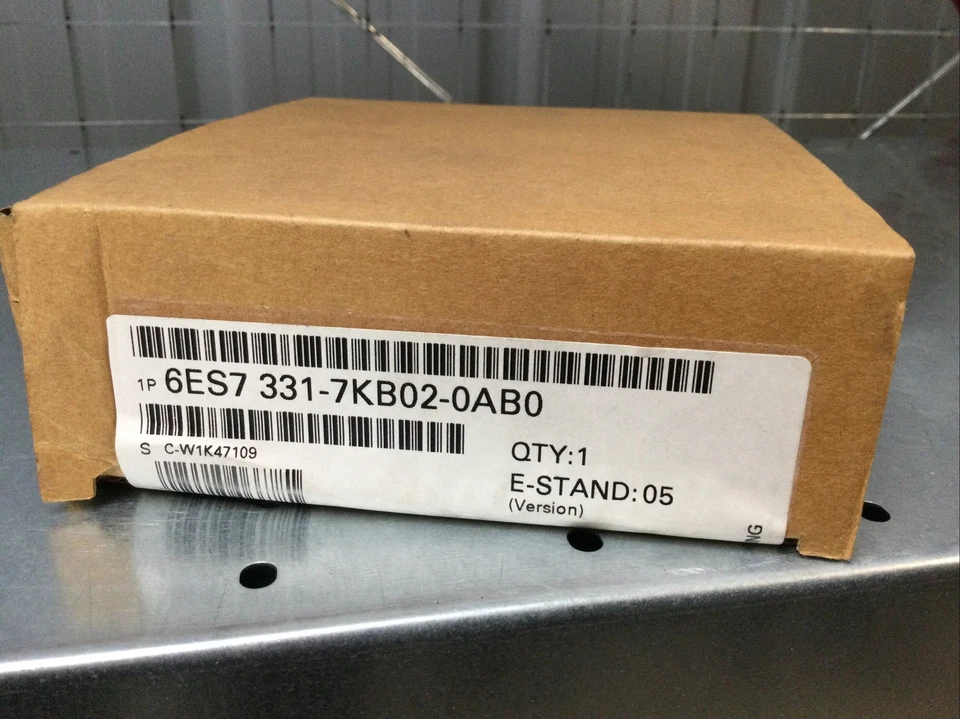 1P 6ES7 331-7KB02-0AB0
S C-W1K47109
QTY:1
E-STAND: 05
(Version)